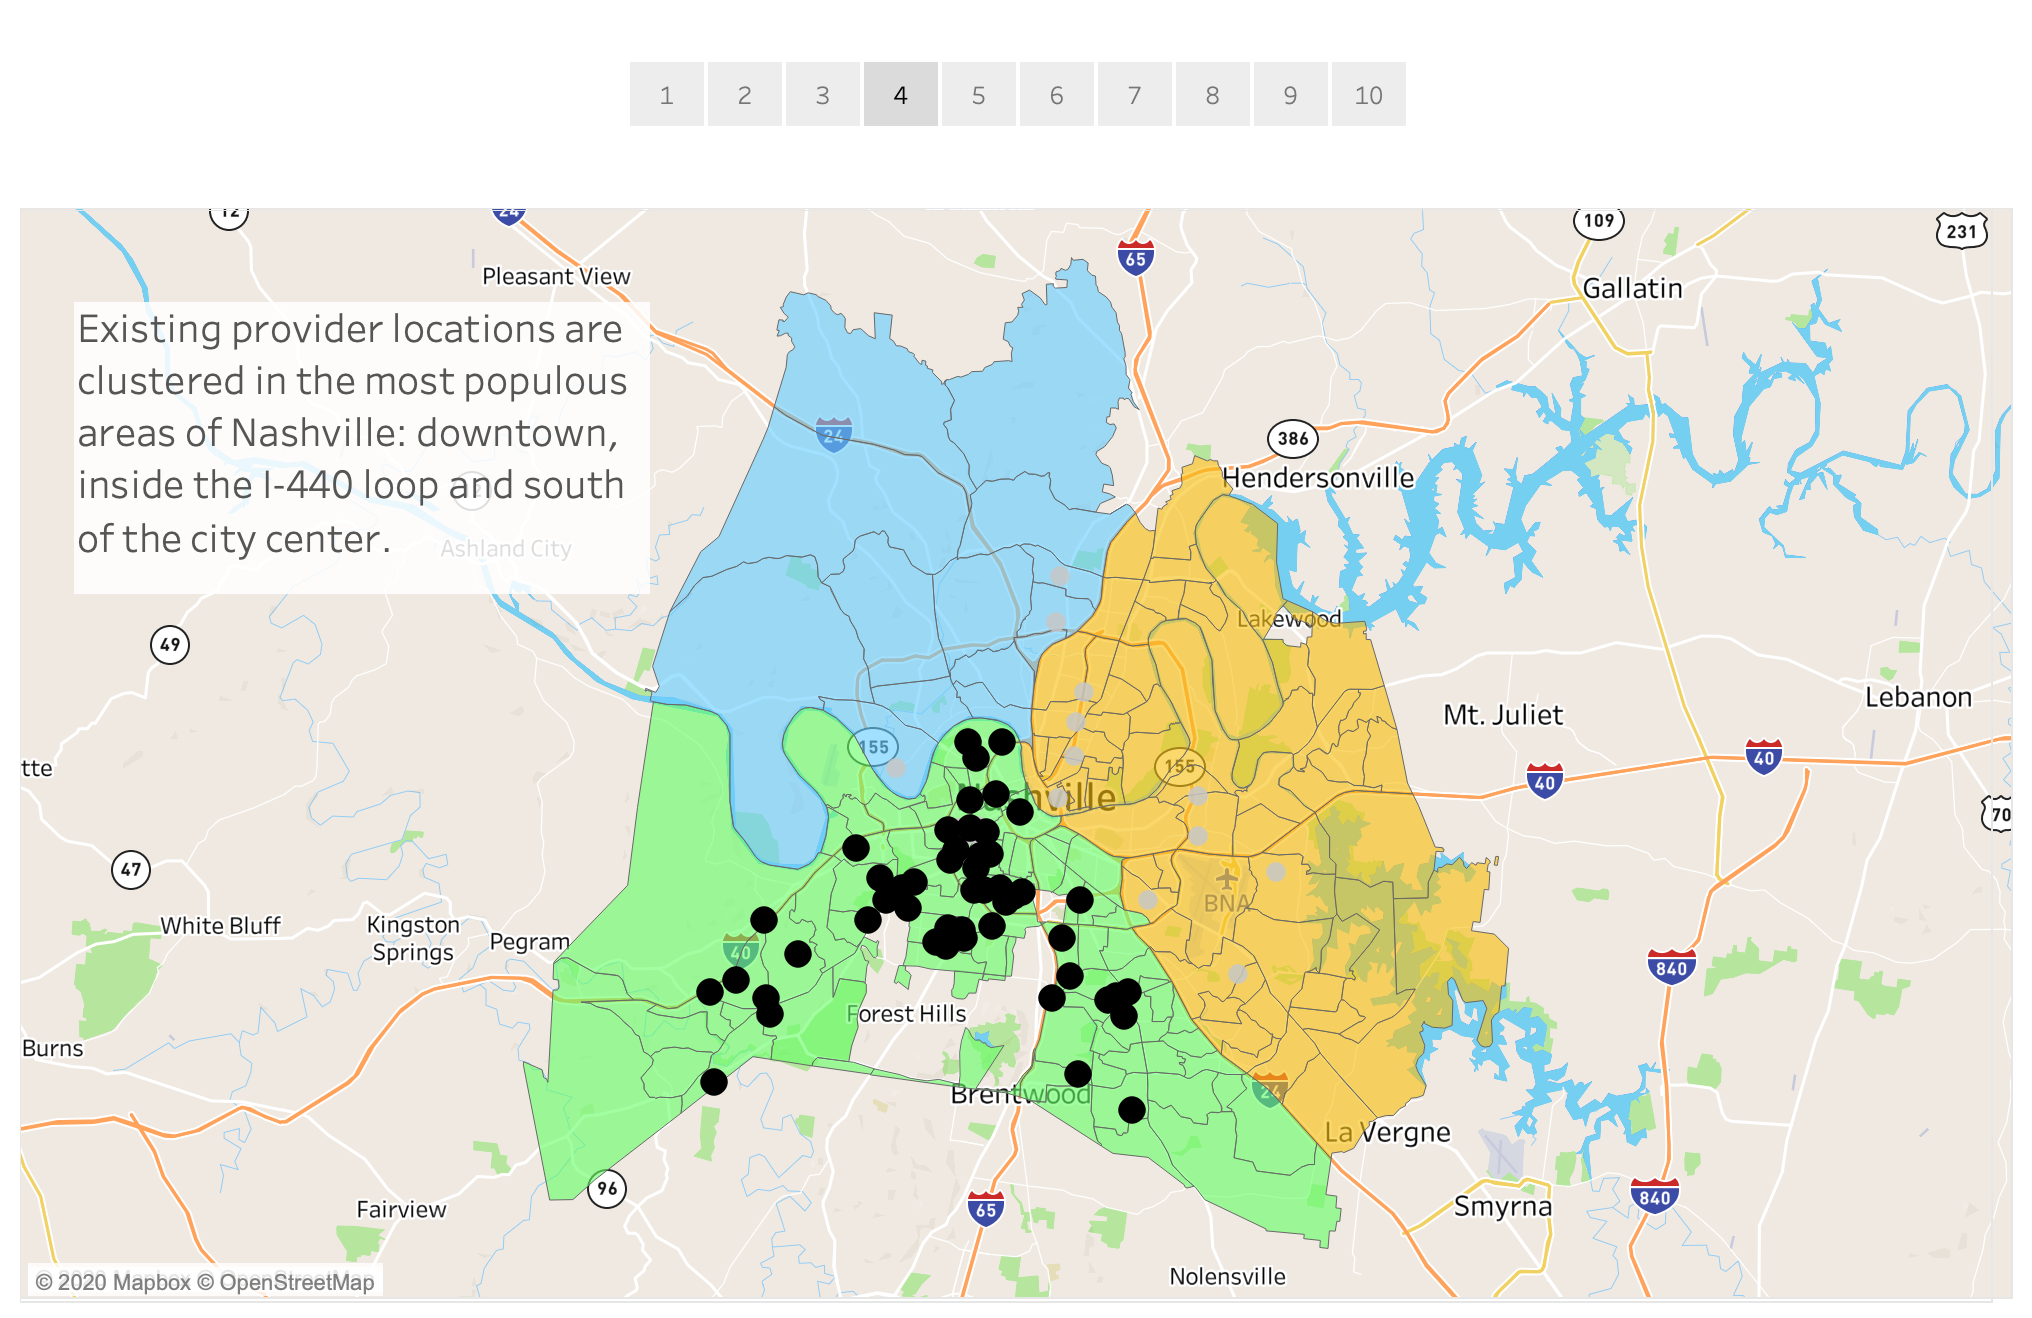 1 2 3 4 5 6 7 8 9 10
12
24
65
109
231
Pleasant View
Gallatin
Existing provider locations are
clustered in the most populous
areas of Nashville: downtown,
inside the I-440 loop and south
of the city center.
24
386
Hendersonville
Ashland City
Lakewood
49
Lebanon
Mt. Juliet
155
155
tte
40
40
70
Nashville
47
BNA
White Bluff
Kingston
Springs
Pegram
40
840
Forest Hills
Burns
Brentwood
24
La Vergne
96
65
840
Smyrna
Fairview
Nolensville
© 2020 Mapbox © OpenStreetMap